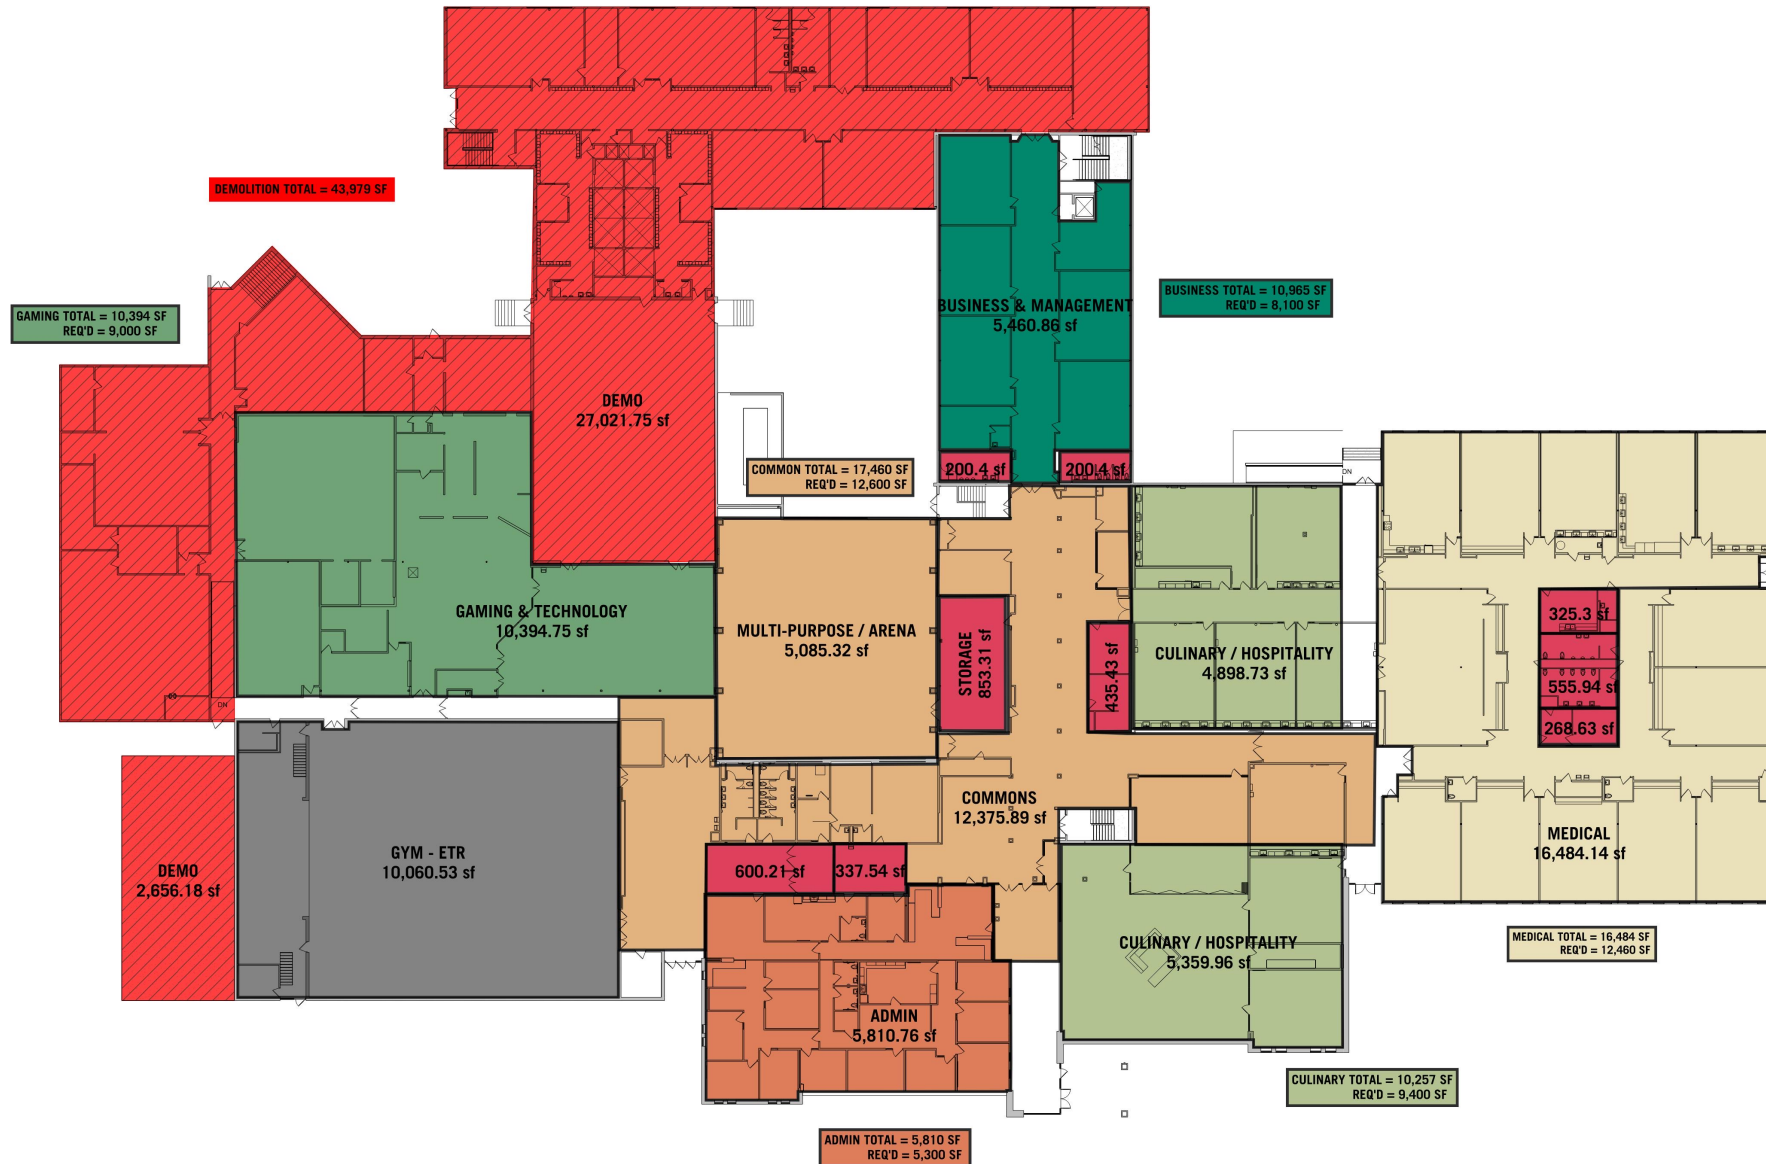 DEMOLITION TOTAL = 43,979 SF
GAMING TOTAL = 10,394 SF
REQ'D = 9,000 SF
BUSINESS TOTAL = 10,965 SF
REQ'D = 8,100 SF
BUSINESS & MANAGEMENT
5,460.86 sf
DEMO
27,021.75 sf
COMMON TOTAL = 17,460 SF
REQ'D = 12,600 SF
200.4 sf
200.4 sf
DN
GAMING & TECHNOLOGY
10,394.75 sf
MULTI-PURPOSE / ARENA
5,085.32 sf
STORAGE
853.31 sf
435.43 sf
CULINARY / HOSPITALITY
4,898.73 sf
325.3 sf
555.94 sf
268.63 sf
DN
COMMONS
12,375.89 sf
MEDICAL
16,484.14 sf
GYM - ETR
10,060.53 sf
DEMO
2,656.18 sf
600.21 sf
337.54 sf
CULINARY / HOSPITALITY
5,359.96 sf
MEDICAL TOTAL = 16,484 SF
REQ'D = 12,460 SF
ADMIN
5,810.76 sf
CULINARY TOTAL = 10,257 SF
REQ'D = 9,400 SF
ADMIN TOTAL = 5,810 SF
REQ'D = 5,300 SF